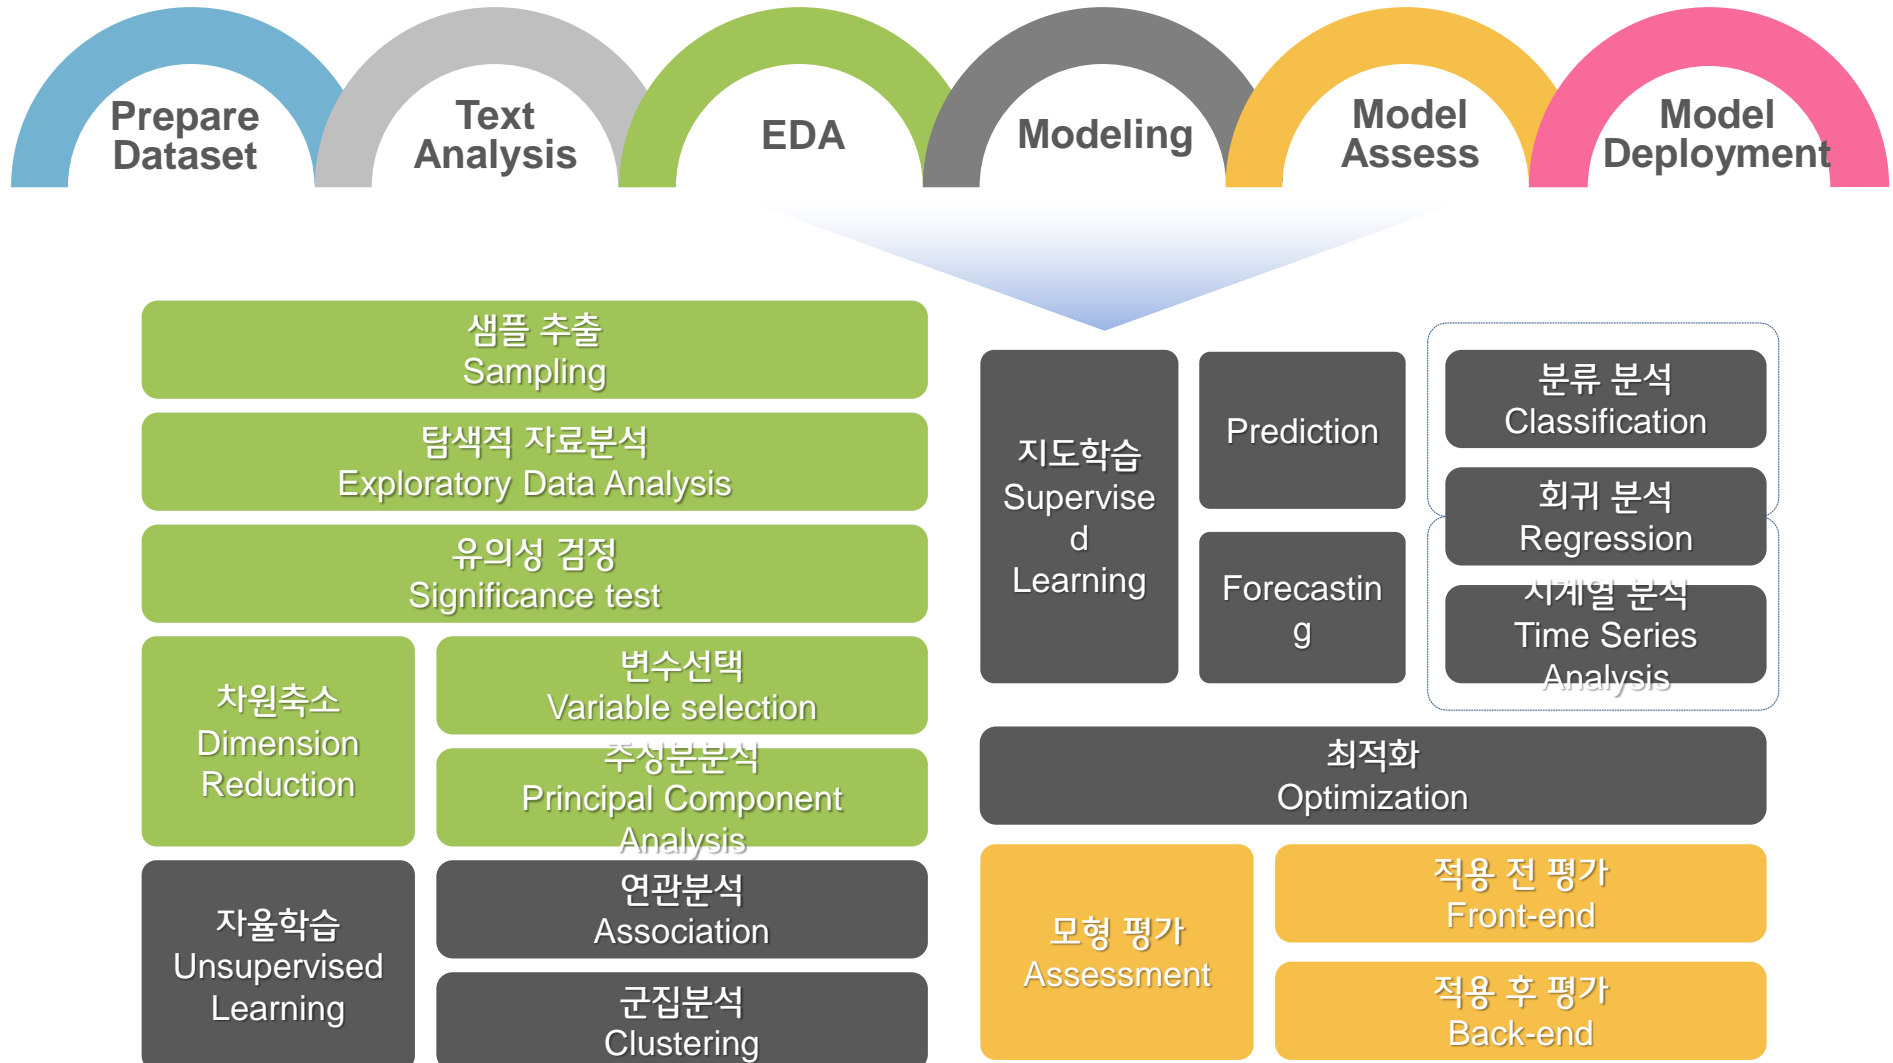 Prepare
Dataset
Text
Analysis
EDA
Modeling
Model
Assess
Model
Deployment
샘플 추출
Sampling
탐색적 자료분석
Exploratory Data Analysis
유의성 검정
Significance test
차원축소
Dimension
Reduction
변수선택
Variable selection
주성분분석
Principal Component
Analysis
자율학습
Unsupervised
Learning
연관분석
Association
군집분석
Clustering
지도학습
Supervise
d
Learning
Prediction
Forecastin
g
분류 분석
Classification
회귀 분석
Regression
시계열 분석
Time Series
Analysis
최적화
Optimization
모형 평가
Assessment
적용 전 평가
Front-end
적용 후 평가
Back-end